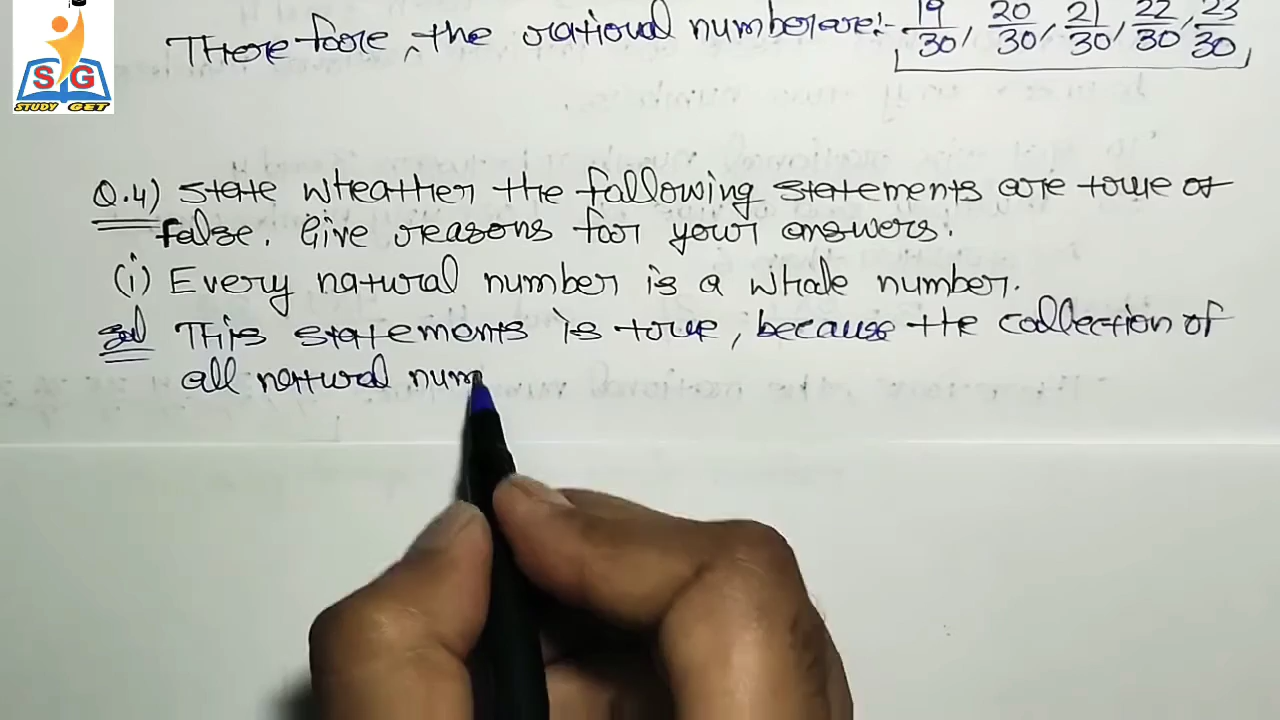 S G
STUDY GET
Therefore, the rational number are:- 19/30, 20/30, 21/30, 22/30, 23/30
Q.4) State wheather the following statements are true or
false. Give reasons for your answers.
(i) Every natural number is a whole number.
sol This statements is true, because the collection of
all natural num